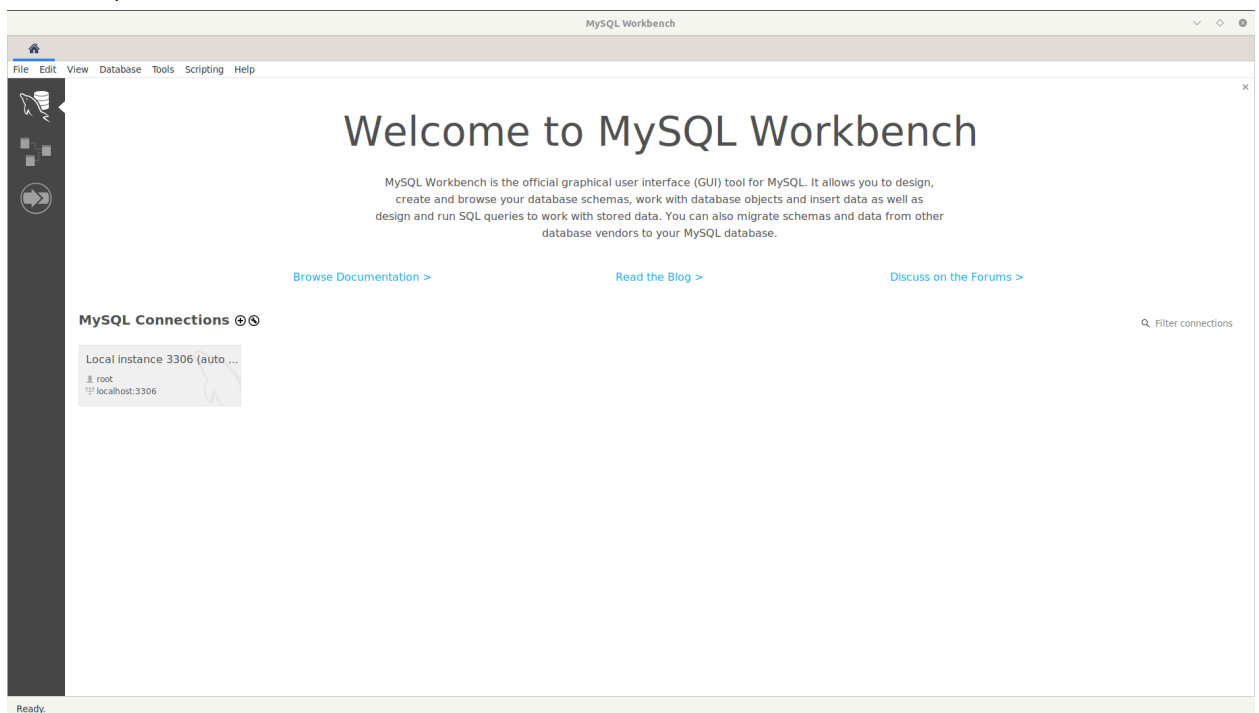 MySQL Workbench
File Edit View Database Tools Scripting Help
Welcome to MySQL Workbench
MySQL Workbench is the official graphical user interface (GUI) tool for MySQL. It allows you to design,
create and browse your database schemas, work with database objects and insert data as well as
design and run SQL queries to work with stored data. You can also migrate schemas and data from other
database vendors to your MySQL database.
Browse Documentation > Read the Blog > Discuss on the Forums >
MySQL Connections
Filter connections
Local instance 3306 (auto ...
root
localhost:3306
Ready.